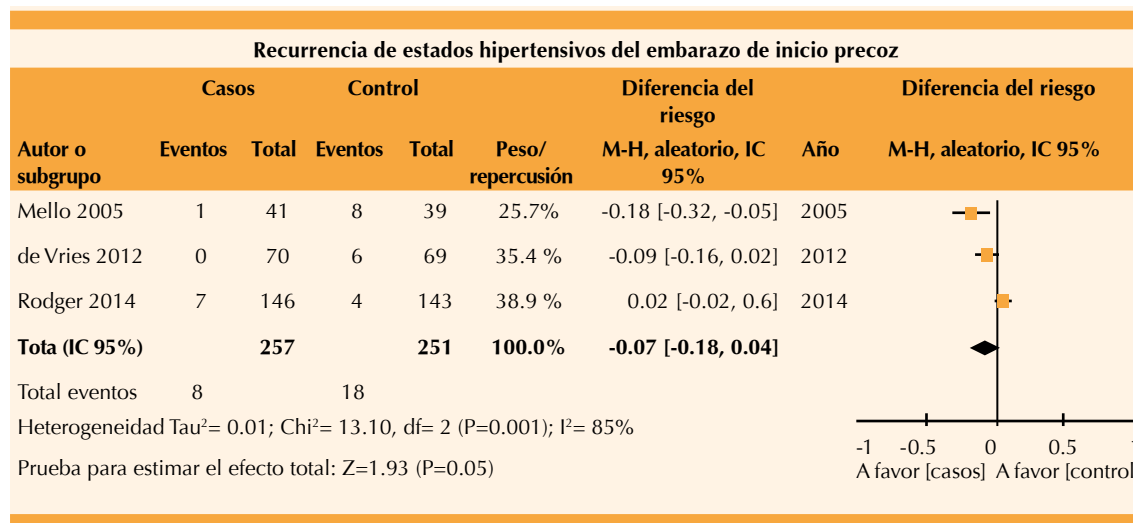 Recurrencia de estados hipertensivos del embarazo de inicio precoz
Casos Control Diferencia del riesgo Diferencia del riesgo
Autor o subgrupo Eventos Total Eventos Total Peso/ repercusión M-H, aleatorio, IC 95% Año M-H, aleatorio, IC 95%
Mello 2005 1 41 8 39 25.7% -0.18 [-0.32, -0.05] 2005
de Vries 2012 0 70 6 69 35.4 % -0.09 [-0.16, 0.02] 2012
Rodger 2014 7 146 4 143 38.9 % 0.02 [-0.02, 0.6] 2014
Tota (IC 95%) 257 251 100.0% -0.07 [-0.18, 0.04]
Total eventos 8 18
Heterogeneidad Tau²= 0.01; Chi²= 13.10, df= 2 (P=0.001); I²= 85%
Prueba para estimar el efecto total: Z=1.93 (P=0.05)
-1 -0.5 0 0.5
A favor [casos] A favor [control